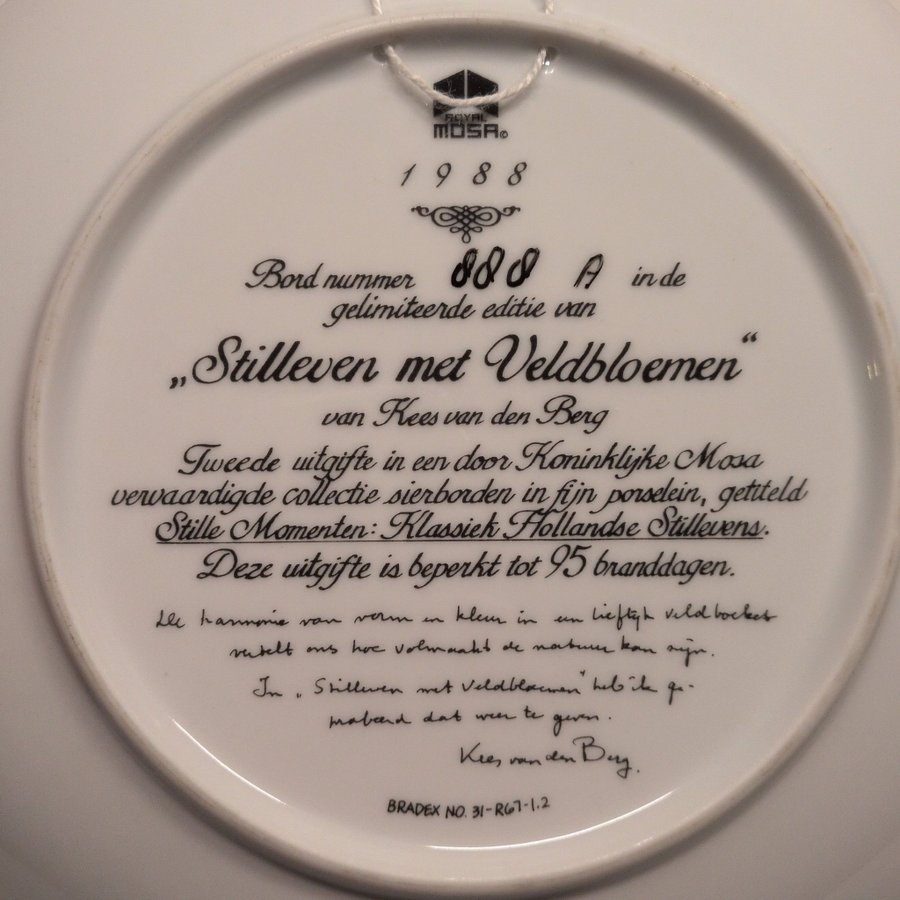 ROYAL
MOSA©
1988
Bord nummer 888 A in de
gelimiteerde editie van
„Stilleven met Veldbloemen“
van Kees van den Berg
Tweede uitgifte in een door Koninklijke Mosa
vervaardigde collectie sierborden in fijn porselein, getiteld
Stille Momenten: Klassiek Hollandse Stillevens.
Deze uitgifte is beperkt tot 95 branddagen.
De harmonie van vorm en kleur in een lieflijk veldboeket
vertelt ons hoe volmaakt de natuur kan zijn.
In „Stilleven met Veldbloemen" heb ik ge-
probeerd dat weer te geven.
Kees van den Berg.
BRADEX NO. 31-R67-1.2